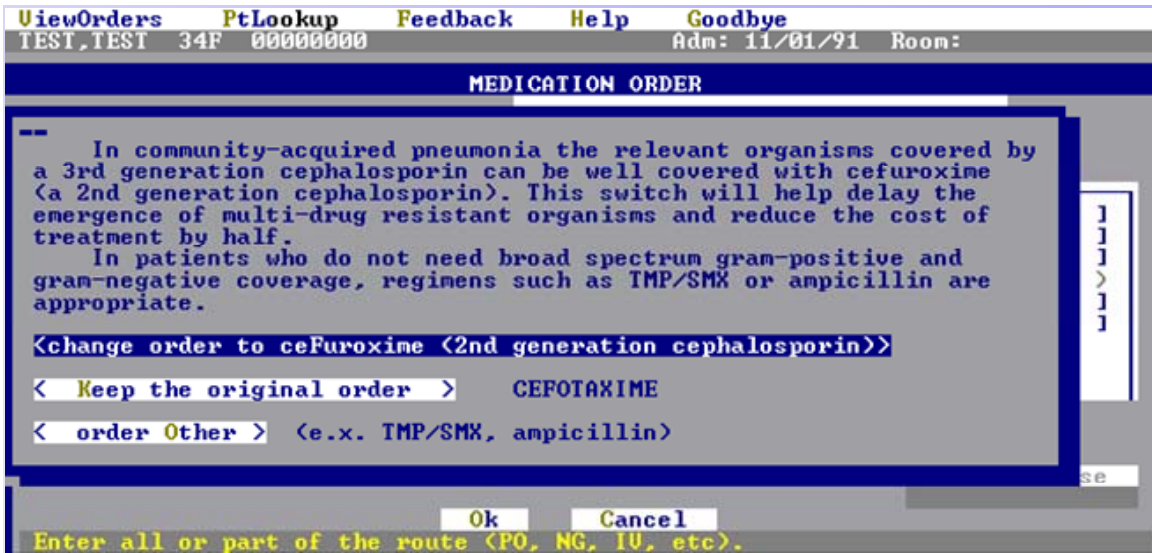 ViewOrders PtLookup Feedback Help Goodbye
TEST,TEST 34F 00000000 Adm: 11/01/91 Room:
MEDICATION ORDER
In community-acquired pneumonia the relevant organisms covered by
a 3rd generation cephalosporin can be well covered with cefuroxime
(a 2nd generation cephalosporin). This switch will help delay the
emergence of multi-drug resistant organisms and reduce the cost of
treatment by half.
In patients who do not need broad spectrum gram-positive and
gram-negative coverage, regimens such as TMP/SMX or ampicillin are
appropriate.
<change order to ceFuroxime (2nd generation cephalosporin)>
< Keep the original order > CEFOTAXIME
< order Other > (e.x. TMP/SMX, ampicillin)
se
Ok Cancel
Enter all or part of the route (PO, NG, IV, etc).